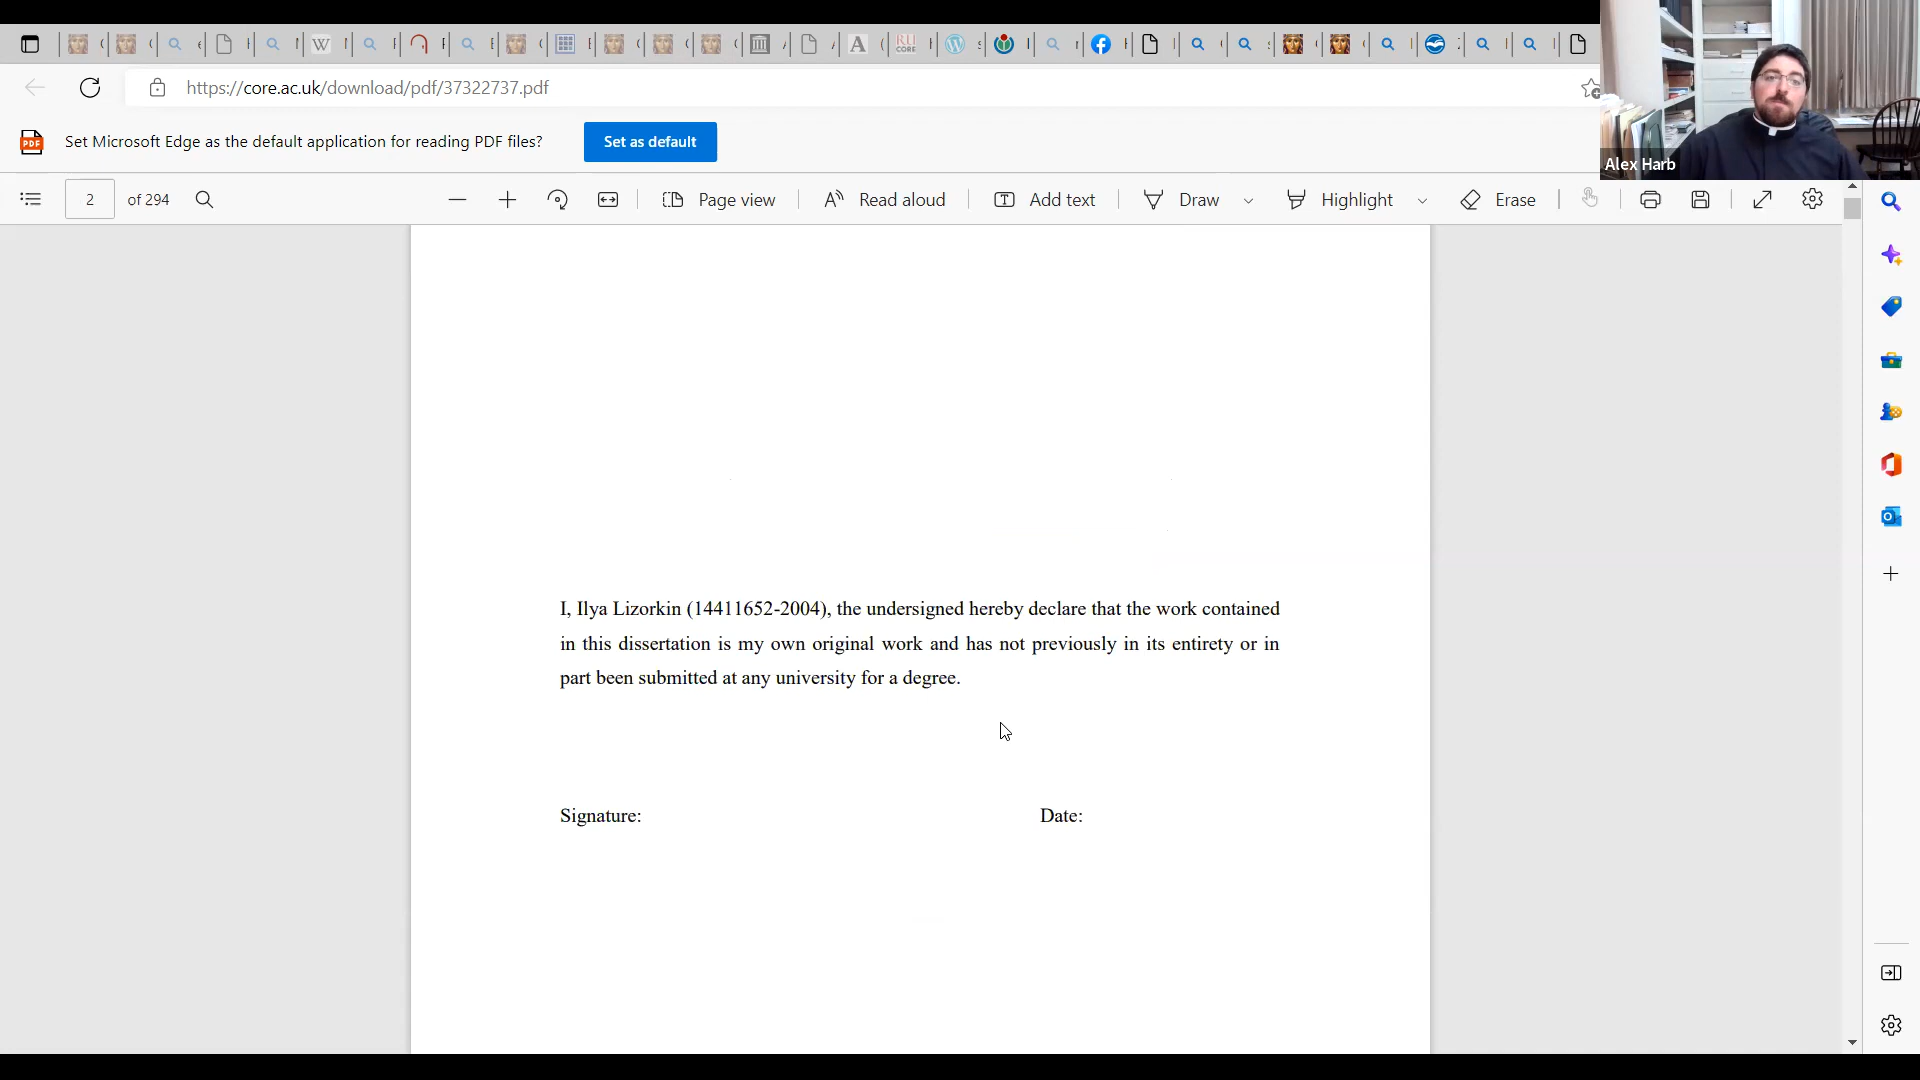 https://core.ac.uk/download/pdf/37322737.pdf
Alex Harb
Set Microsoft Edge as the default application for reading PDF files?
Set as default
2 of 294
Page view
Read aloud
Add text
Draw
Highlight
Erase
I, Ilya Lizorkin (14411652-2004), the undersigned hereby declare that the work contained
in this dissertation is my own original work and has not previously in its entirety or in
part been submitted at any university for a degree.
Signature:
Date: